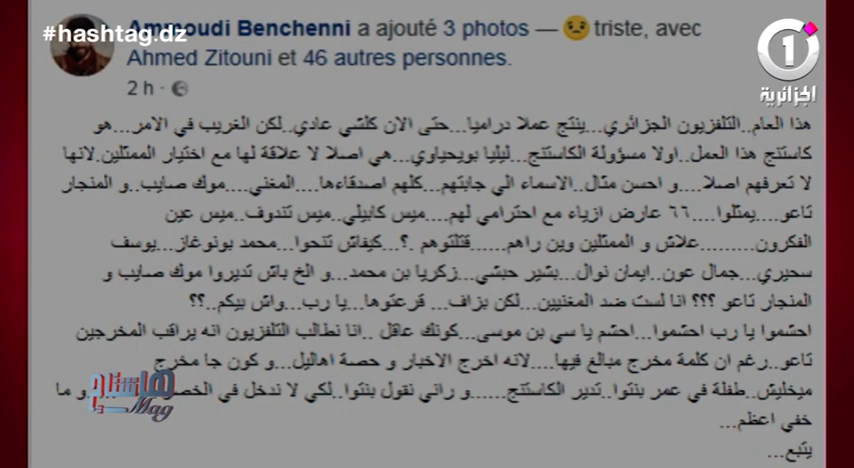 #hashtag.dz
Benchenni a ajouté 3 photos — triste, avec
Ahmed Zitouni et 46 autres personnes.
2 h
1
الجزائرية
هذا العام..التلفزيون الجزائري...ينتج عملا دراميا...حتى الان كلشي عادي..لكن الغريب في الامر...هو
كاستنج هذا العمل..اولا مسؤولة الكاستنج...ليليا بويحياوي...هي اصلا لا علاقة لها مع اختيار الممثلين.لانها
لا تعرفهم اصلا....و احسن مثال..الاسماء الي جابتهم...كلهم اصدقاءها....المغني....موك صايب..و المنجار
تاعو....يمثلوا....٦٦ عارض ازياء مع احترامي لهم....ميس كابيلي..ميس تندوف..ميس عين
الفكرون.........علاش و الممثلين وين راهم......قتلتوهم .؟..كيفاش تنحوا...محمد بونوغاز...يوسف
سحيري...جمال عون..ايمان نوال...بشير حبشي...زكريا بن محمد...و الخ باش تديروا موك صايب و
المنجار تاعو ؟؟؟ انا لست ضد المغنيين..لكن بزاف.. قرعتوها...يا رب...واش بيكم..؟؟
احشموا يا رب احشموا...احشم يا سي بن موسى...كونك عاقل ..انا نطالب التلفزيون انه يراقب المخرجين
تاعو..رغم ان كلمة مخرج مبالغ فيها....لانه اخرج الاخبار و حصة اهاليل...و كون جا مخرج
ميخليش..طفلة في عمر بنتوا..تدير الكاستنج......و راني نقول بنتوا..لكي لا ندخل في و ما
خفي اعظم...
يتبع...
هاشتاج
Mag